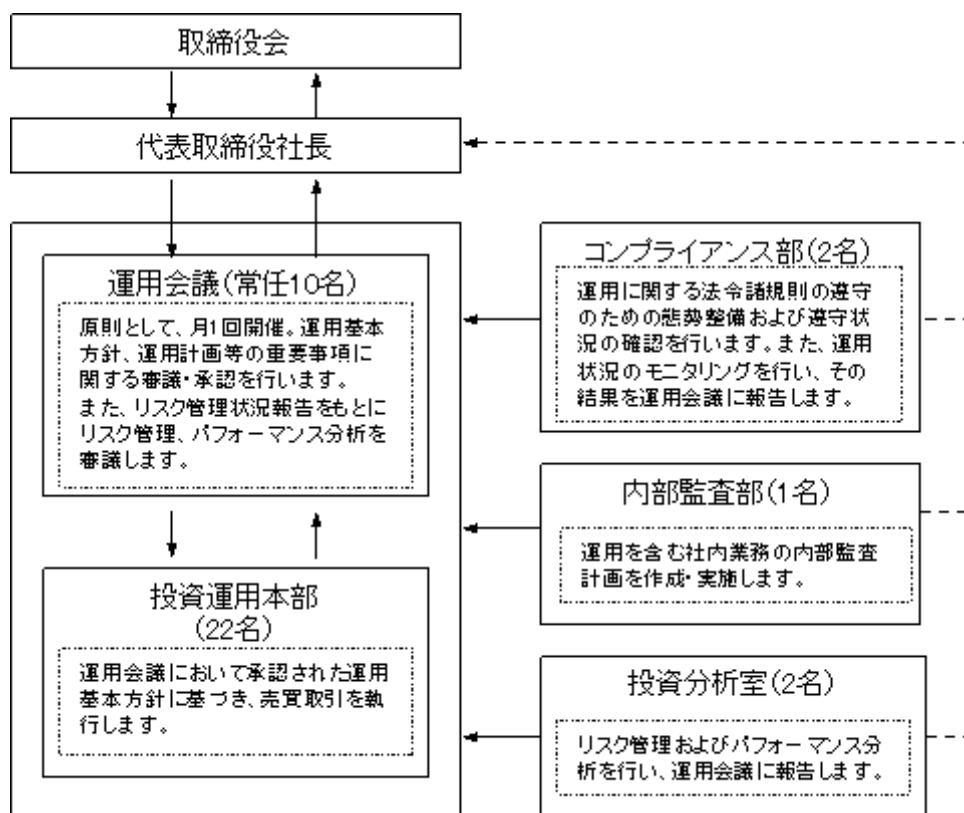 取締役会
代表取締役社長
運用会議(常任10名)
原則として、月1回開催。運用基本
方針、運用計画等の重要事項に
関する審議・承認を行います。
また、リスク管理状況報告をもとに
リスク管理、パフォーマンス分析を
審議します。
投資運用本部
(22名)
運用会議において承認された運用
基本方針に基づき、売買取引を執
行します。
コンプライアンス部(2名)
運用に関する法令諸規則の遵守
のための態勢整備および遵守状
況の確認を行います。また、運用
状況のモニタリングを行い、その
結果を運用会議に報告します。
内部監査部(1名)
運用を含む社内業務の内部監査
計画を作成・実施します。
投資分析室(2名)
リスク管理およびパフォーマンス分
析を行い、運用会議に報告します。